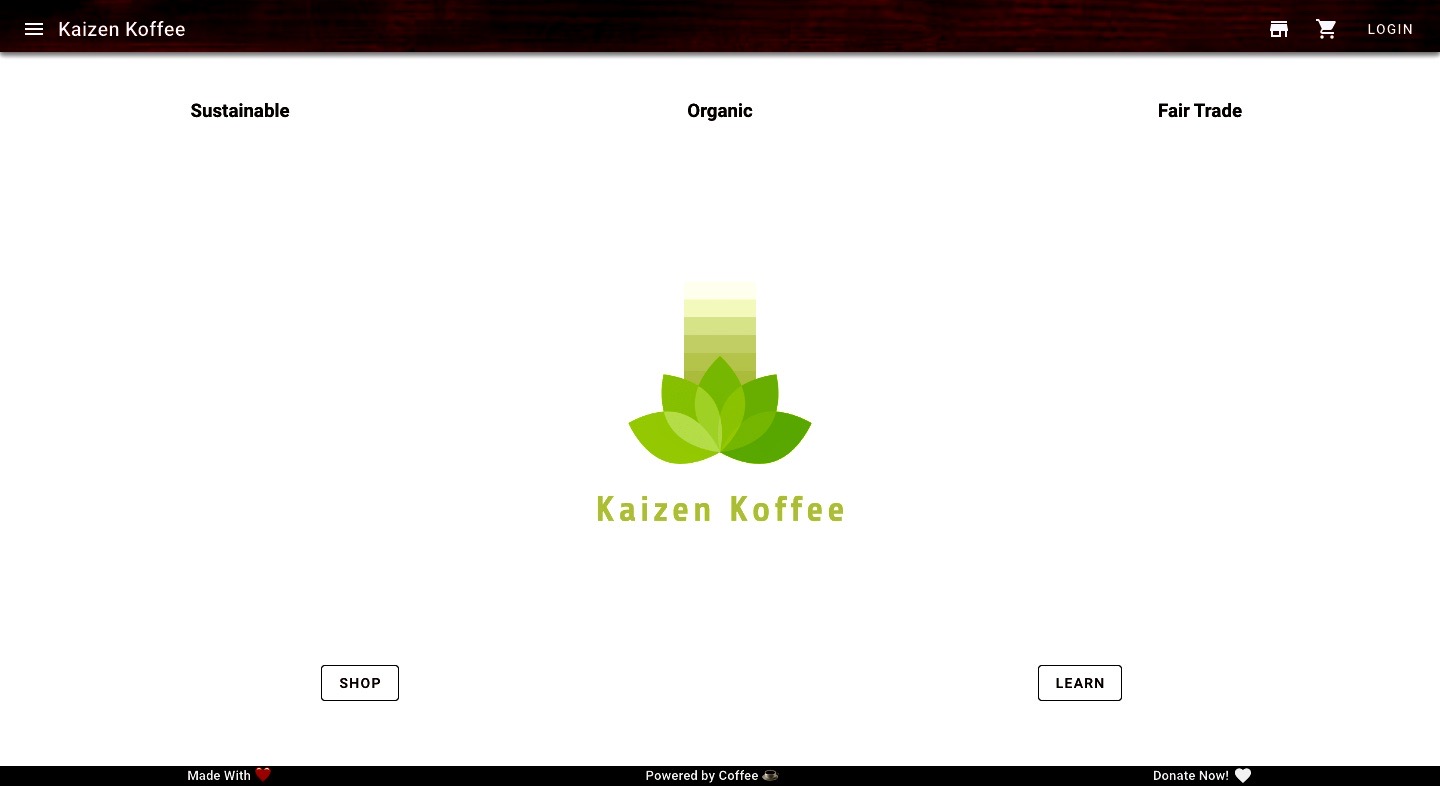 Kaizen Koffee LOGIN
Sustainable Organic Fair Trade
Kaizen Koffee
SHOP LEARN
Made With ❤️ Powered by Coffee ☕ Donate Now! 🤍